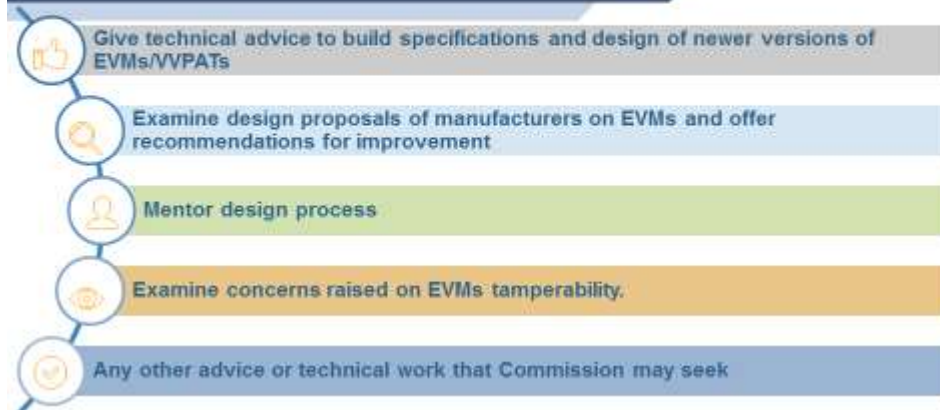 Give technical advice to build specifications and design of newer versions of
EVMs/VVPATs
Examine design proposals of manufacturers on EVMs and offer
recommendations for improvement
Mentor design process
Examine concerns raised on EVMs tamperability.
Any other advice or technical work that Commission may seek